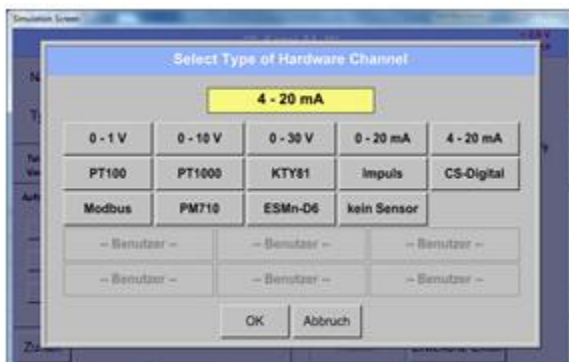 Simulation Screen
Select Type of Hardware Channel
4 - 20 mA
0 - 1 V 0 - 10 V 0 - 30 V 0 - 20 mA 4 - 20 mA
PT100 PT1000 KTY81 Impuls CS-Digital
Modbus PM710 ESMn-D6 kein Sensor
-- Benutzer -- -- Benutzer -- -- Benutzer --
-- Benutzer -- -- Benutzer -- -- Benutzer --
OK Abbruch